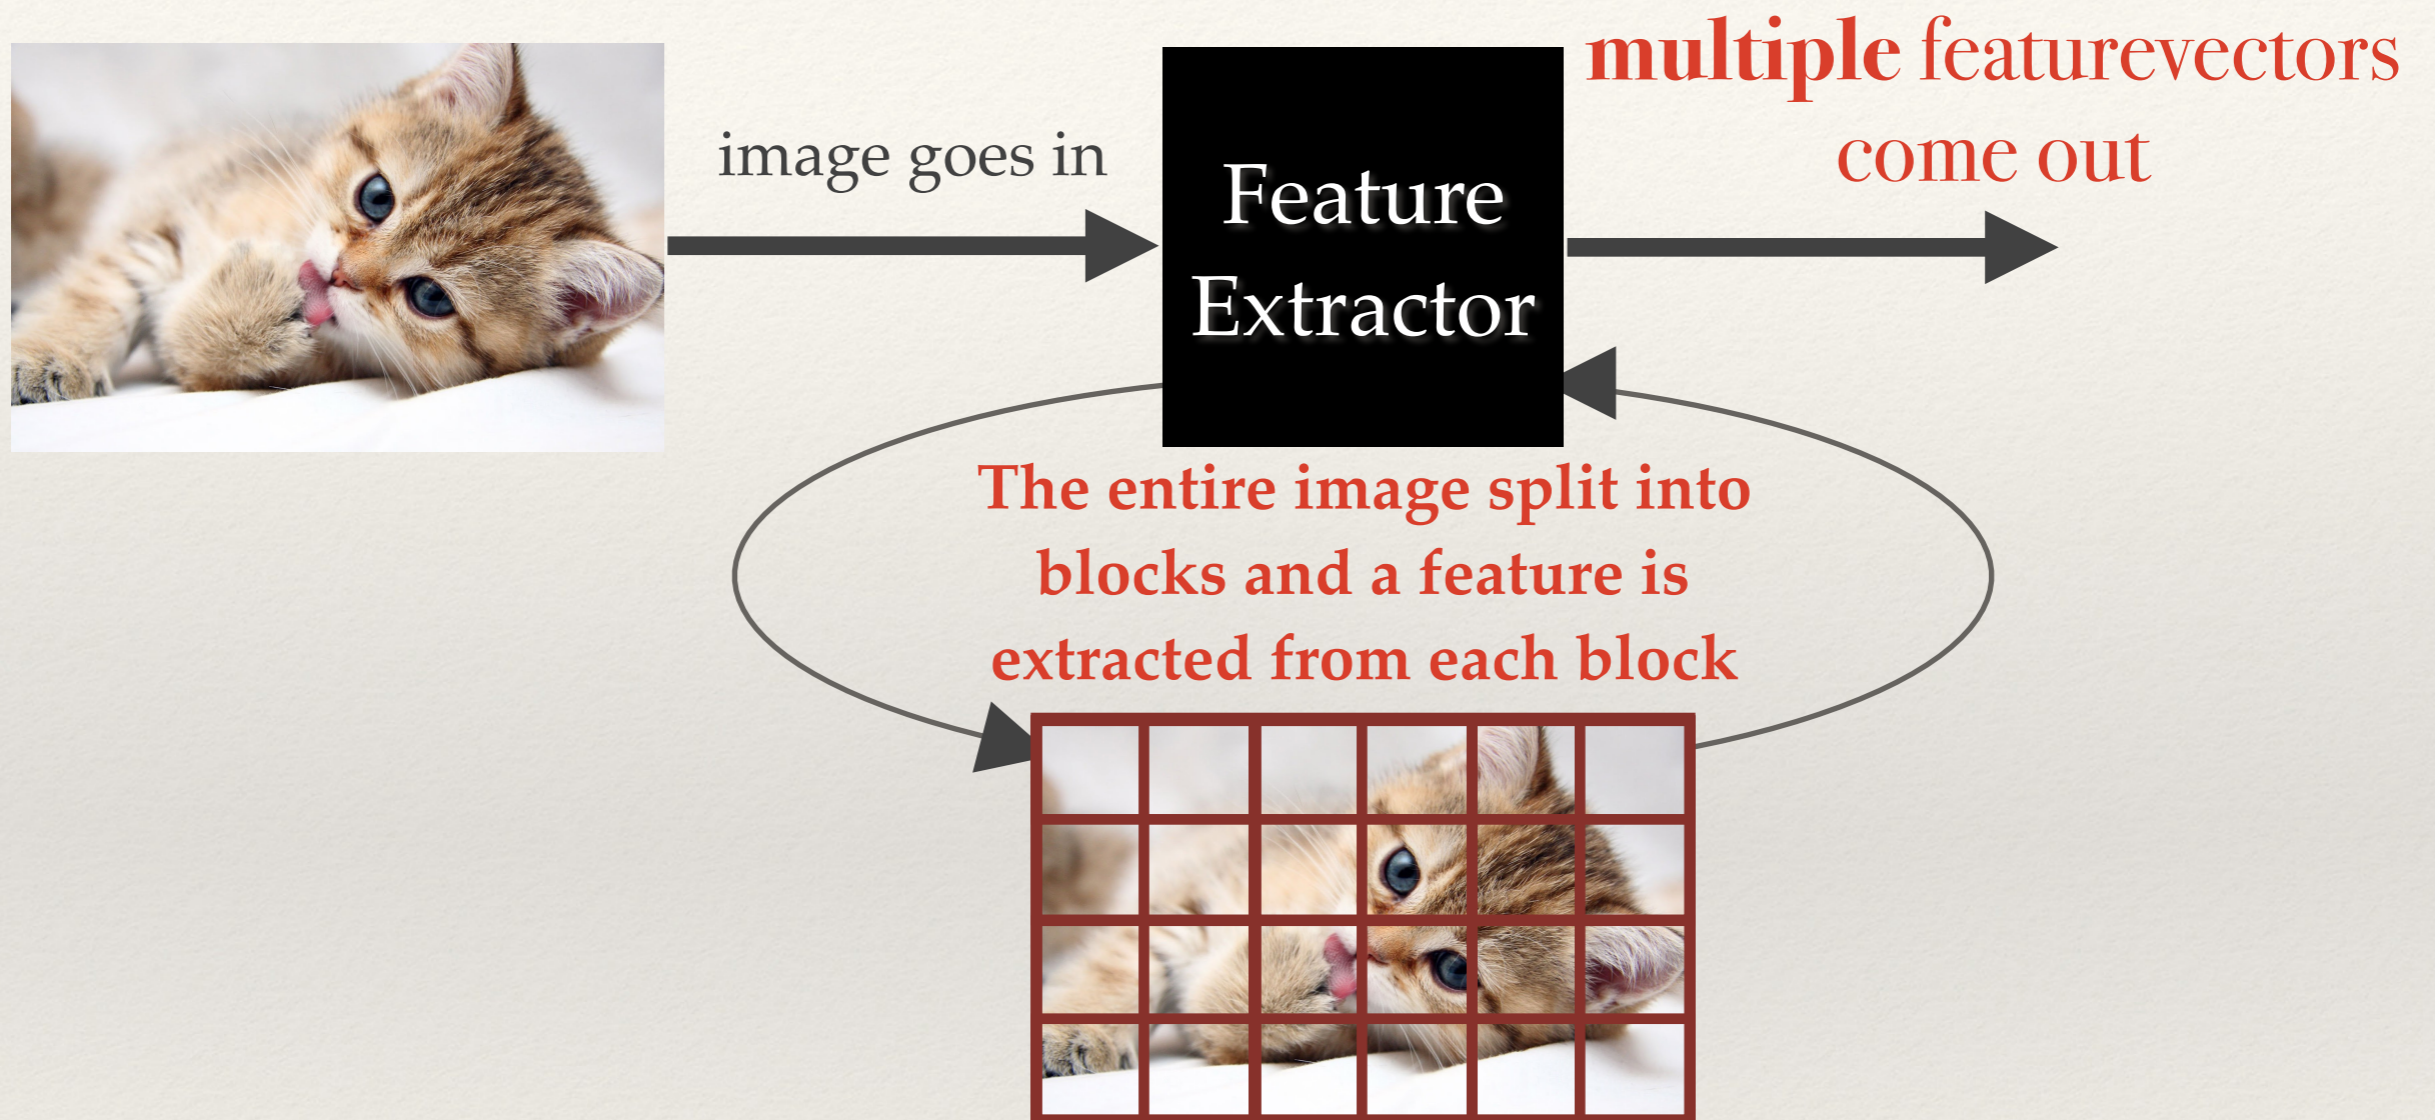 image goes in
Feature
Extractor
multiple featurevectors
come out
The entire image split into
blocks and a feature is
extracted from each block